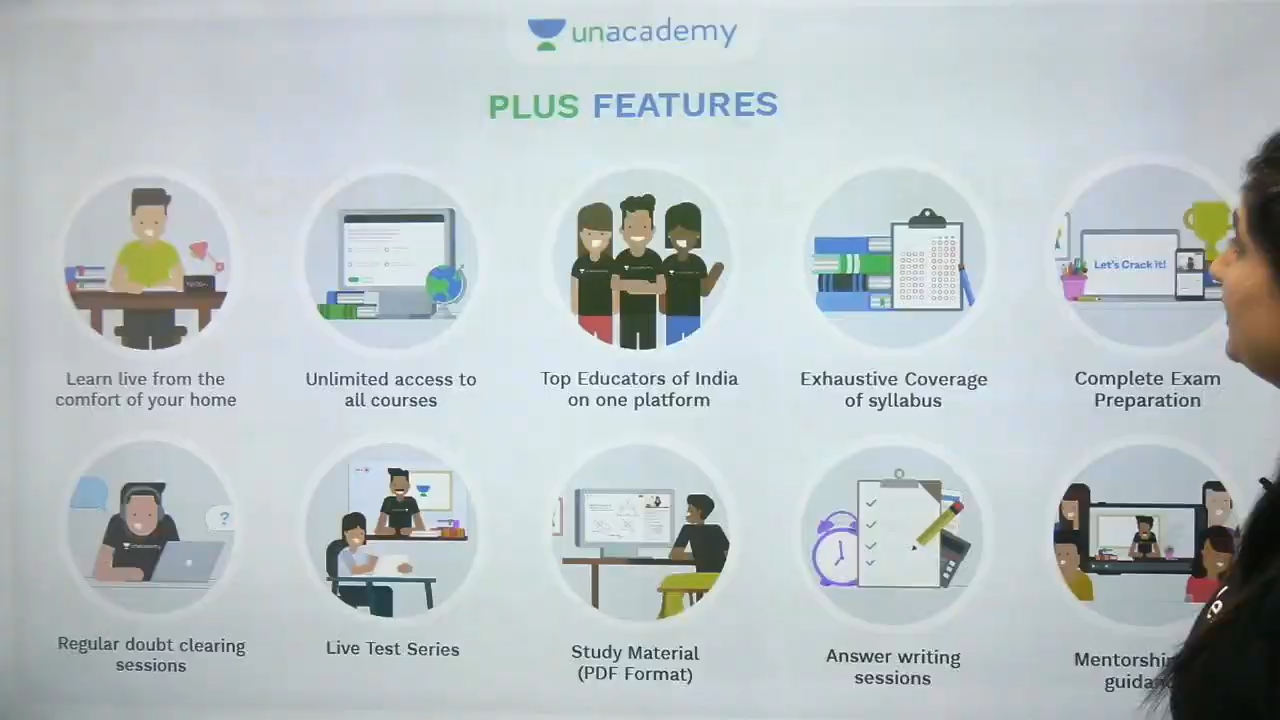 unacademy
PLUS FEATURES
Let's Crack it!
Learn live from the
comfort of your home
Unlimited access to
all courses
Top Educators of India
on one platform
Exhaustive Coverage
of syllabus
Complete Exam
Preparation
?
unacademy
Regular doubt clearing
sessions
Live Test Series
Study Material
(PDF Format)
Answer writing
sessions